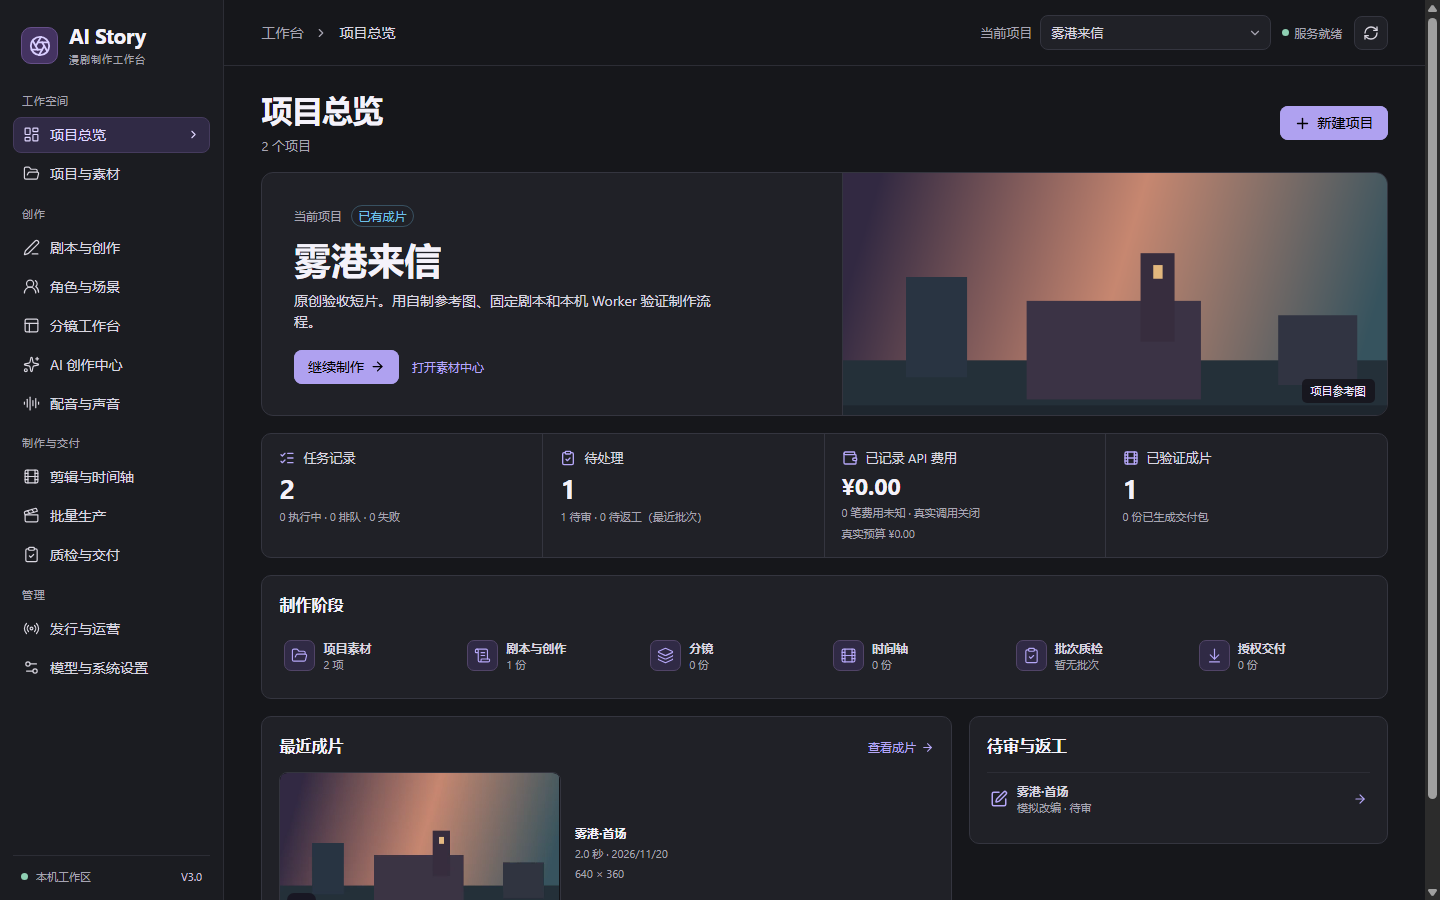 AI Story
漫剧制作工作台
工作空间
项目总览
项目与素材
创作
剧本与创作
角色与场景
分镜工作台
AI 创作中心
配音与声音
制作与交付
剪辑与时间轴
批量生产
质检与交付
管理
发行与运营
模型与系统设置
本机工作区 V3.0
工作台 项目总览
当前项目 雾港来信 服务就绪
项目总览
2 个项目
新建项目
当前项目 已有成片
雾港来信
原创验收短片。用自制参考图、固定剧本和本机 Worker 验证制作流
程。
继续制作 打开素材中心
项目参考图
任务记录
2
0 执行中 · 0 排队 · 0 失败
待处理
1
1 待审 · 0 待返工（最近批次）
已记录 API 费用
¥0.00
0 笔费用未知 · 真实调用关闭
真实预算 ¥0.00
已验证成片
1
0 份已生成交付包
制作阶段
项目素材
2 项
剧本与创作
1 份
分镜
0 份
时间轴
0 份
批次质检
暂无批次
授权交付
0 份
最近成片
查看成片
雾港·首场
2.0 秒 · 2026/11/20
640 × 360
待审与返工
雾港·首场
模拟改编 · 待审